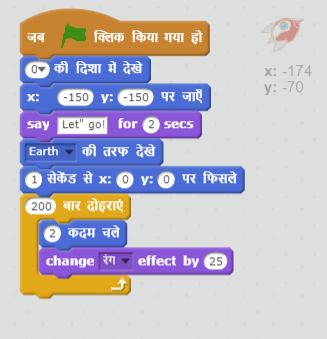 जब क्लिक किया गया हो
0 की दिशा में देखे
x: -150 y: -150 पर जाएँ
say Let" go! for 2 secs
Earth की तरफ देखे
1 सेकेंड से x: 0 y: 0 पर फिसले
200 बार दोहराएं
2 कदम चले
change रंग effect by 25
x: -174
y: -70